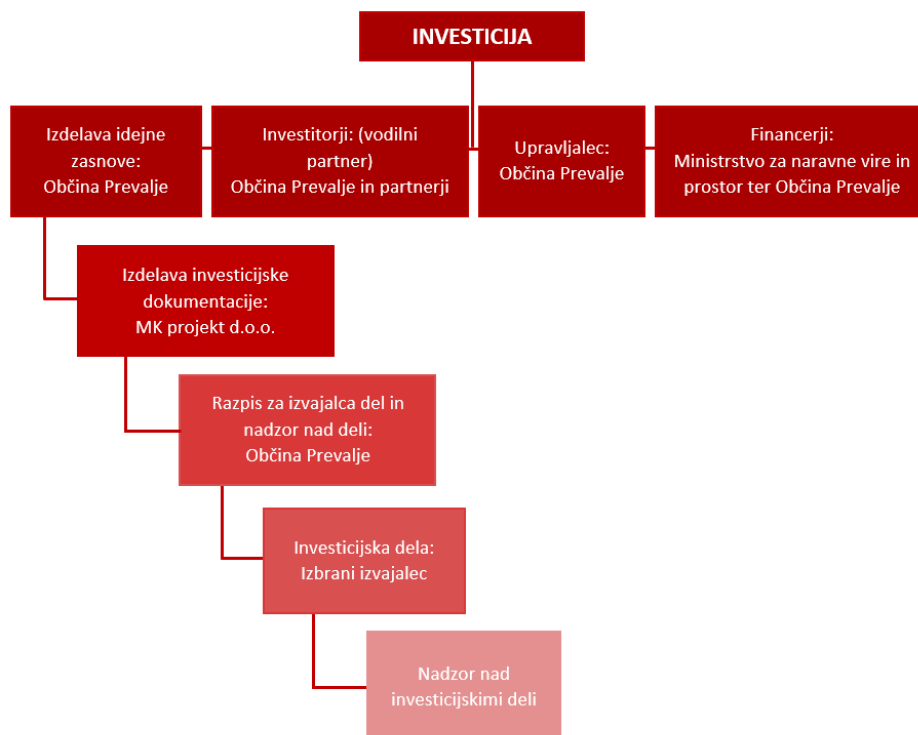 INVESTICIJA
Izdelava idejne
zasnove:
Občina Prevalje
Investitorji: (vodilni
partner)
Občina Prevalje in partnerji
Upravljalec:
Občina Prevalje
Financerji:
Ministrstvo za naravne vire in
prostor ter Občina Prevalje
Izdelava investicijske
dokumentacije:
MK projekt d.o.o.
Razpis za izvajalca del in
nadzor nad deli:
Občina Prevalje
Investicijska dela:
Izbrani izvajalec
Nadzor nad
investicijskimi deli